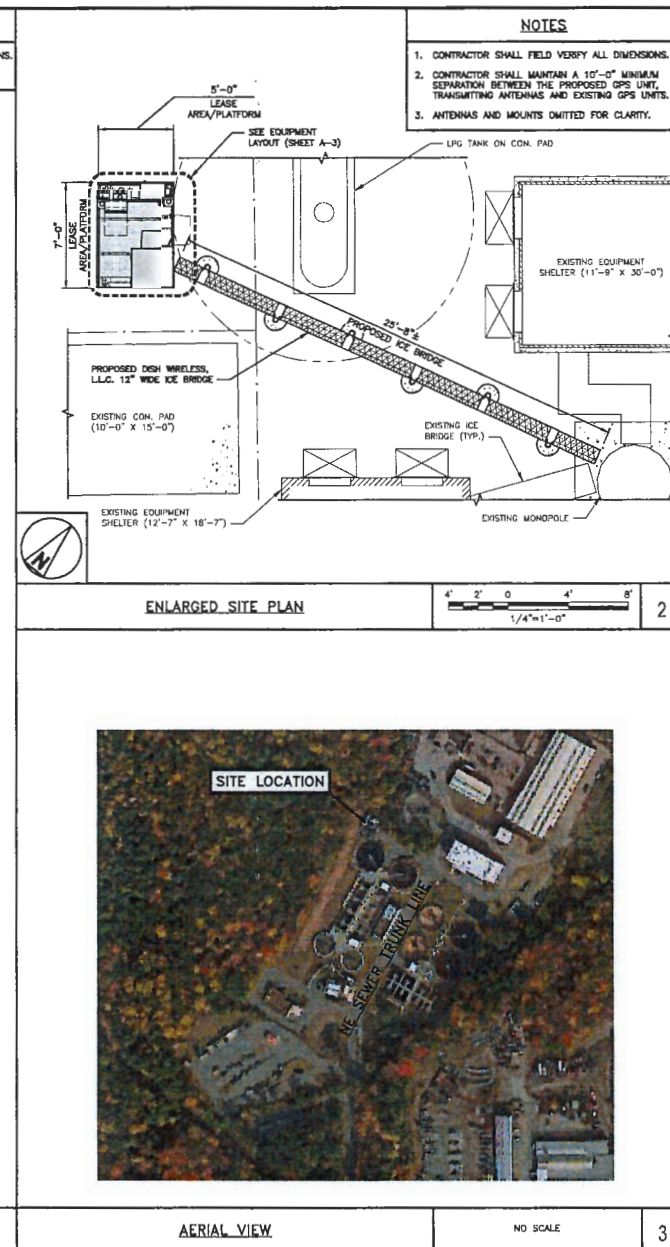 NS.
NOTES
1. CONTRACTOR SHALL FIELD VERIFY ALL DIMENSIONS.
2. CONTRACTOR SHALL MAINTAIN A 10'-0" MINIMUM
SEPARATION BETWEEN THE PROPOSED GPS UNIT,
TRANSMITTING ANTENNAS AND EXISTING GPS UNITS.
3. ANTENNAS AND MOUNTS OMITTED FOR CLARITY.
5'-0"
LEASE
AREA/PLATFORM
SEE EQUIPMENT
LAYOUT (SHEET A-3)
LPG TANK ON CON. PAD
7'-0"
LEASE
AREA/PLATFORM
EXISTING EQUIPMENT
SHELTER (11'-9" X 30'-0")
25'-8"±
PROPOSED ICE BRIDGE
PROPOSED DISH WIRELESS,
L.L.C. 12" WIDE ICE BRIDGE
EXISTING CON. PAD
(10'-0" X 15'-0")
EXISTING ICE
BRIDGE (TYP.)
EXISTING EQUIPMENT
SHELTER (12'-7" X 18'-7")
EXISTING MONOPOLE
N
ENLARGED SITE PLAN
4' 2' 0 4' 8'
1/4"=1'-0"
2
SITE LOCATION
NE SEWER TRUNK LINE
AERIAL VIEW
NO SCALE
3